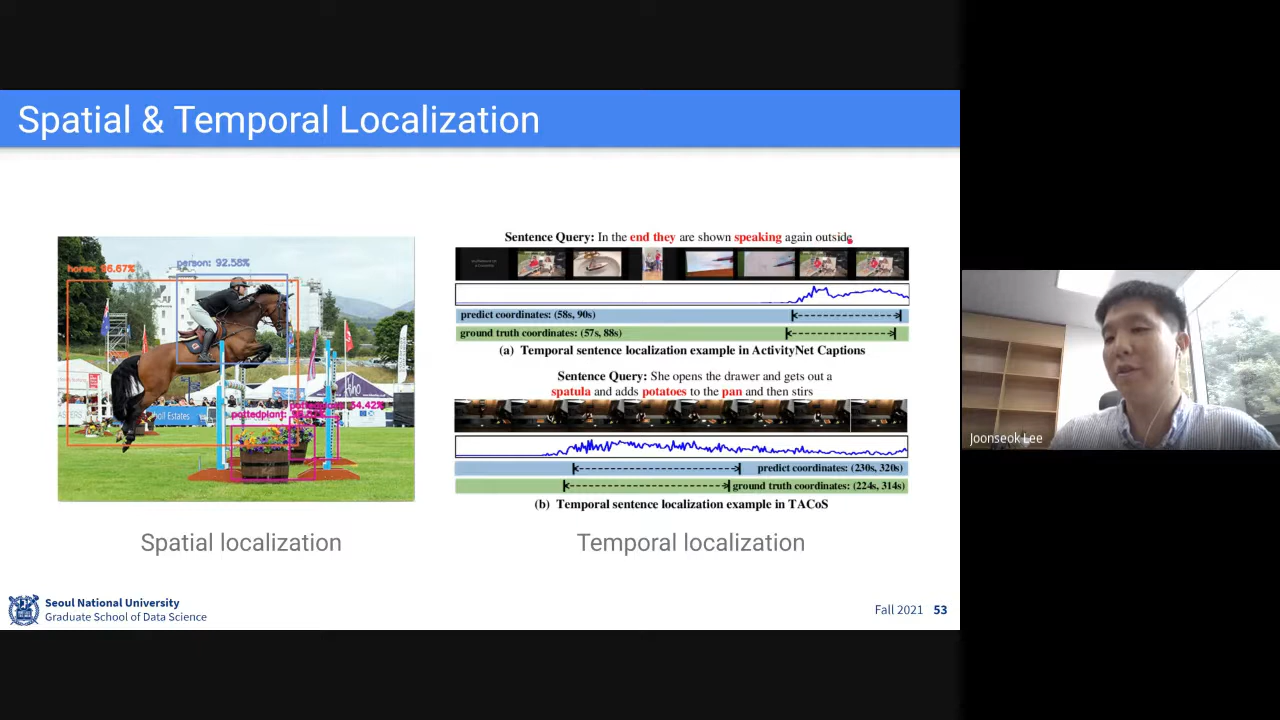 Spatial & Temporal Localization
horse: 96.67%
person: 92.58%
Sentence Query: In the end they are shown speaking again outside
predict coordinates: (58s, 90s)
ground truth coordinates: (57s, 88s)
(a) Temporal sentence localization example in ActivityNet Captions
Sentence Query: She opens the drawer and gets out a
spatula and adds potatoes to the pan and then stirs
predict coordinates: (230s, 320s)
ground truth coordinates: (224s, 314s)
(b) Temporal sentence localization example in TACoS
pottedplant:
Estates
Spatial localization
Temporal localization
Seoul National University
Graduate School of Data Science
Fall 2021 53
Joonseok Lee